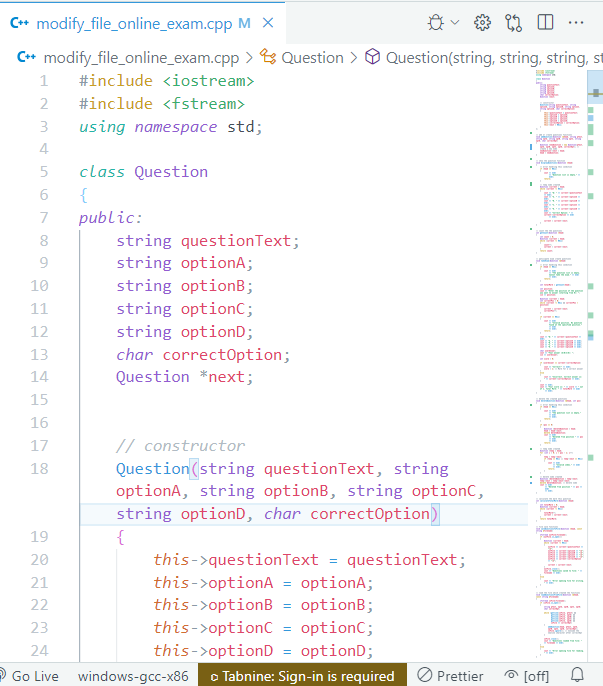 C++ modify_file_online_exam.cpp M
C++ modify_file_online_exam.cpp > Question > Question(string, string, string, st
1 #include <iostream>
2 #include <fstream>
3 using namespace std;
4
5 class Question
6 {
7 public:
8 string questionText;
9 string optionA;
10 string optionB;
11 string optionC;
12 string optionD;
13 char correctOption;
14 Question *next;
15
16
17 // constructor
18 Question(string questionText, string
optionA, string optionB, string optionC,
string optionD, char correctOption)
19 {
20 this->questionText = questionText;
21 this->optionA = optionA;
22 this->optionB = optionB;
23 this->optionC = optionC;
24 this->optionD = optionD;
Go Live windows-gcc-x86 Tabnine: Sign-in is required Prettier [off]